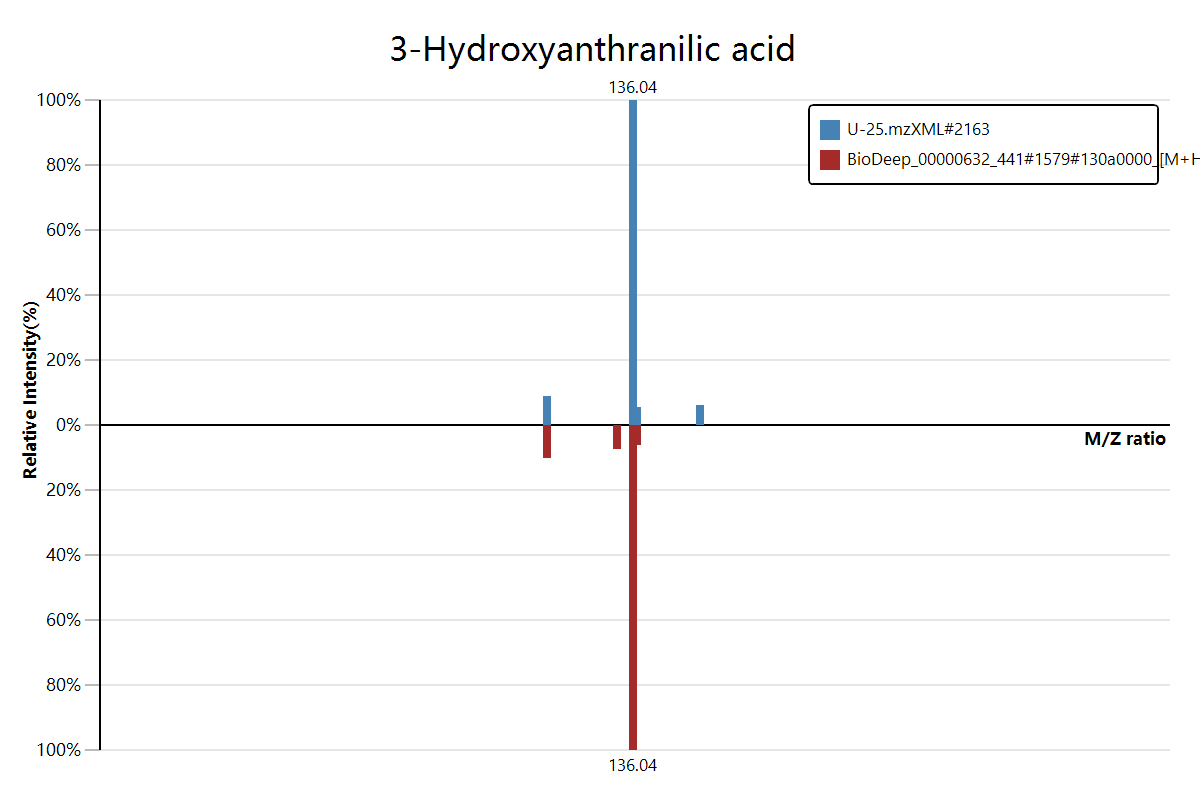 3-Hydroxyanthranilic acid
136.04
100%
U-25.mzXML#2163
BioDeep_00000632_441#1579#130a0000_[M+H
80%
60%
40%
20%
0%
M/Z ratio
Relative Intensity(%)
20%
40%
60%
80%
100%
136.04